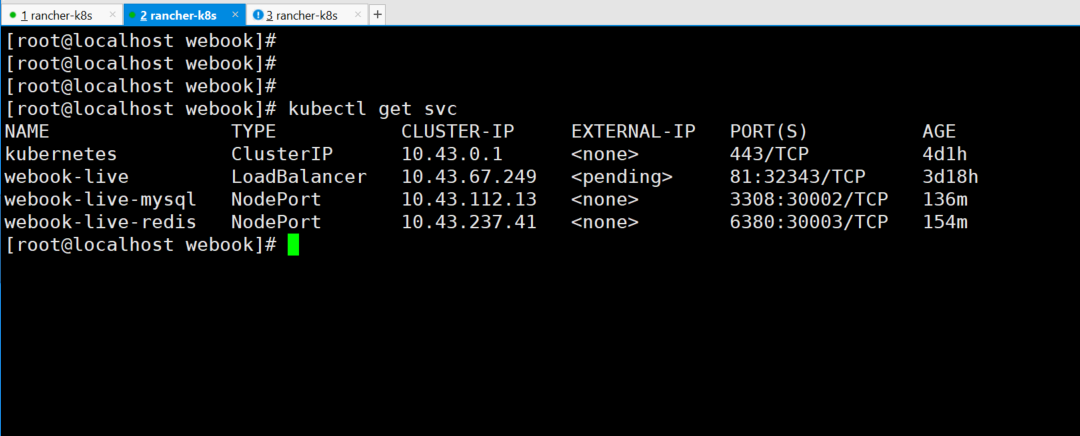 1 rancher-k8s × 2 rancher-k8s × 3 rancher-k8s × +
[root@localhost webook]#
[root@localhost webook]#
[root@localhost webook]#
[root@localhost webook]# kubectl get svc
NAME TYPE CLUSTER-IP EXTERNAL-IP PORT(S) AGE
kubernetes ClusterIP 10.43.0.1 <none> 443/TCP 4d1h
webook-live LoadBalancer 10.43.67.249 <pending> 81:32343/TCP 3d18h
webook-live-mysql NodePort 10.43.112.13 <none> 3308:30002/TCP 136m
webook-live-redis NodePort 10.43.237.41 <none> 6380:30003/TCP 154m
[root@localhost webook]#